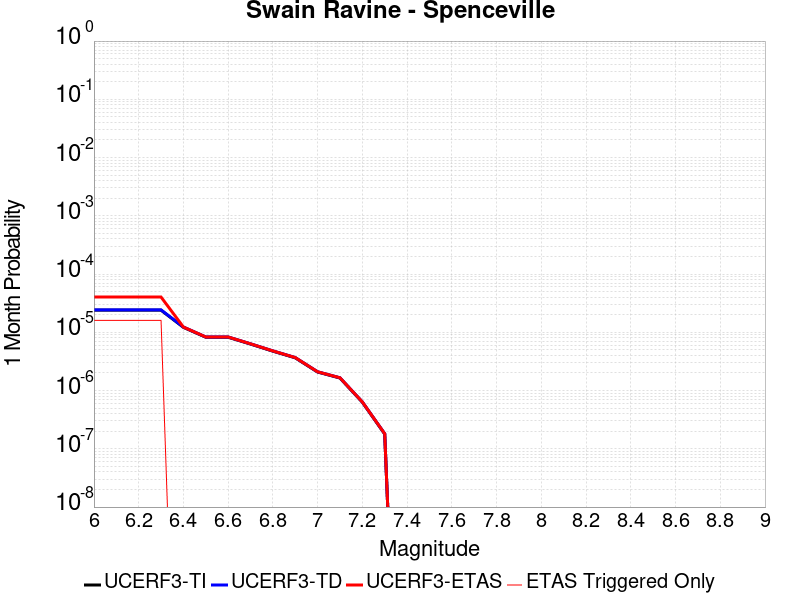 Swain Ravine - Spenceville
10^0
10^-1
10^-2
10^-3
10^-4
10^-5
10^-6
10^-7
10^-8
1 Month Probability
6 6.2 6.4 6.6 6.8 7 7.2 7.4 7.6 7.8 8 8.2 8.4 8.6 8.8 9
Magnitude
UCERF3-TI UCERF3-TD UCERF3-ETAS ETAS Triggered Only